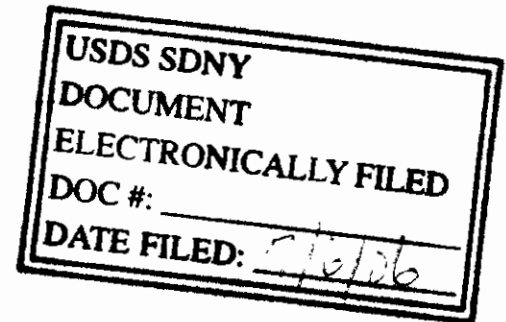 USDS SDNY
DOCUMENT
ELECTRONICALLY FILED
DOC #:
DATE FILED: